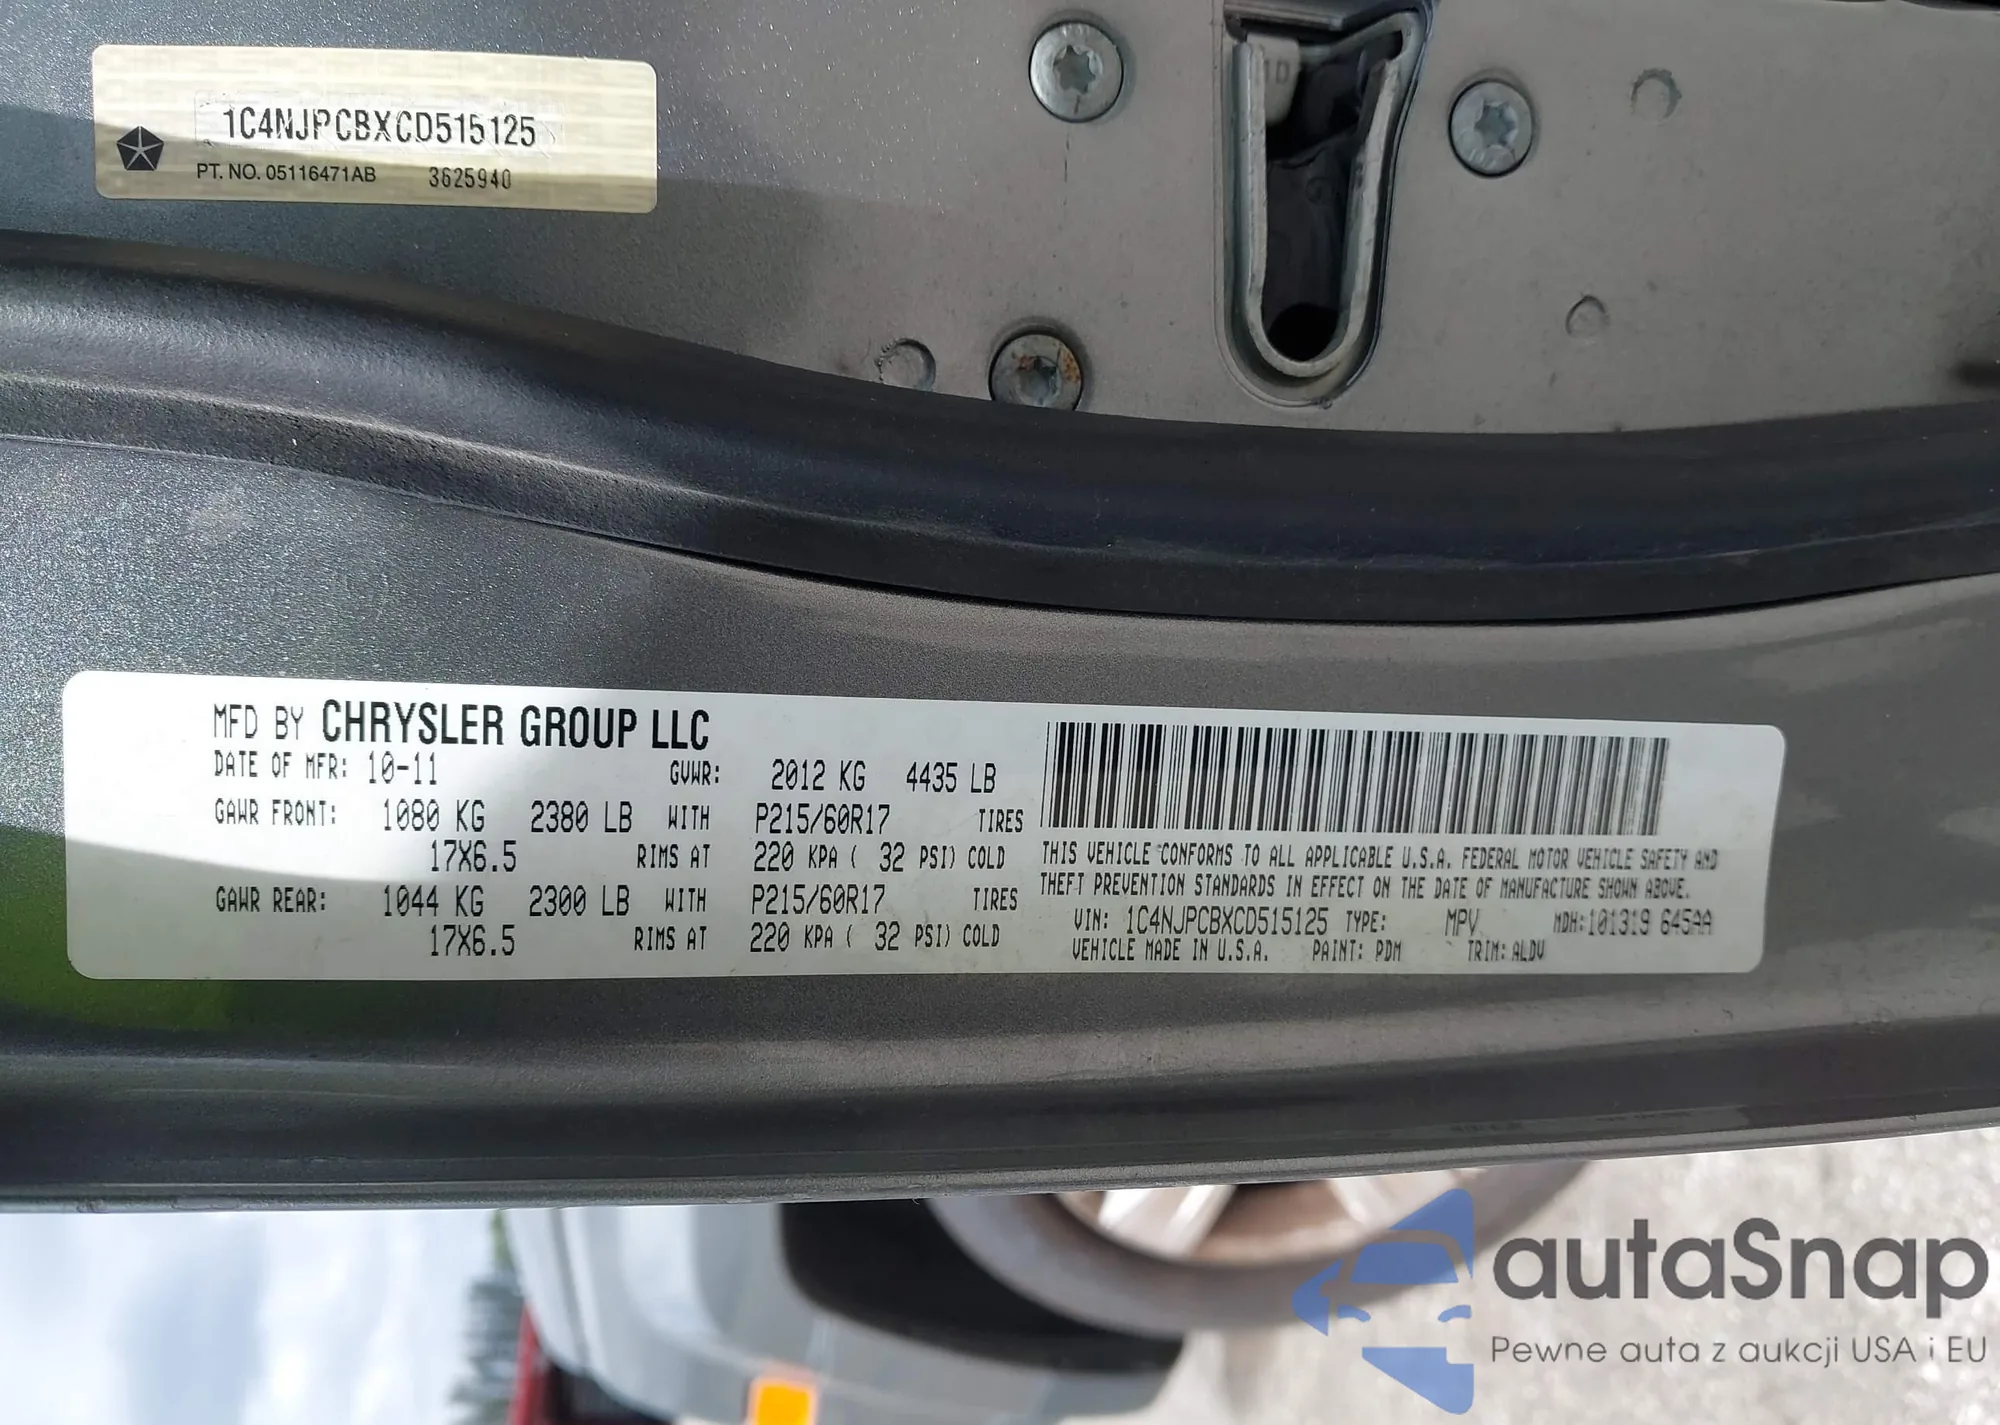 1C4NJPCBXCD515125
PT. NO. 05116471AB 3625940
MFD BY CHRYSLER GROUP LLC
DATE OF MFR: 10-11 GVWR: 2012 KG 4435 LB
GAWR FRONT: 1080 KG 2380 LB WITH P215/60R17 TIRES
17X6.5 RIMS AT 220 KPA ( 32 PSI) COLD
GAWR REAR: 1044 KG 2300 LB WITH P215/60R17 TIRES
17X6.5 RIMS AT 220 KPA ( 32 PSI) COLD
THIS VEHICLE CONFORMS TO ALL APPLICABLE U.S.A. FEDERAL MOTOR VEHICLE SAFETY AND
THEFT PREVENTION STANDARDS IN EFFECT ON THE DATE OF MANUFACTURE SHOWN ABOVE.
VIN: 1C4NJPCBXCD515125 TYPE: MPV MDH:101319 645AA
VEHICLE MADE IN U.S.A. PAINT: PDM TRIM: ALDV
autaSnap
Pewne auta z aukcji USA i EU